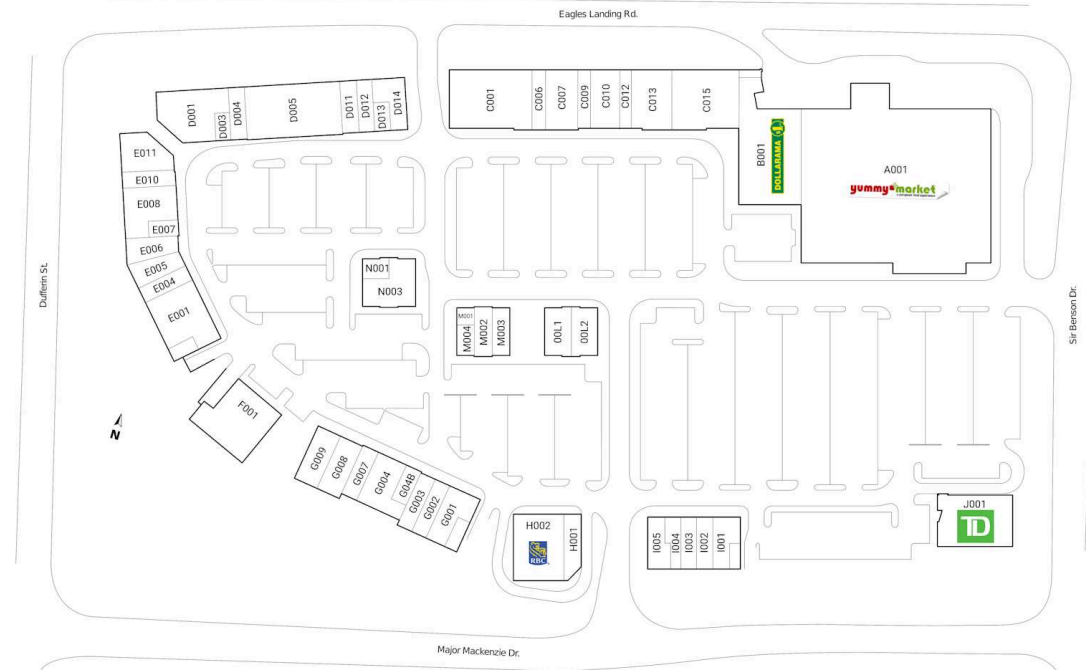 Eagles Landing Rd.
D001
D003
D004
D005
D011
D012
D013
D014
C001
C006
C007
C009
C010
C012
C013
C015
B001
DOLLARAMA
A001
yummy market
E011
E010
E008
E007
E006
E005
E004
E001
N001
N003
M001
M004
M002
M003
00L1
00L2
Dufferin St.
Sir Benson Dr.
F001
N
G009
G008
G007
G004
G04B
G003
G002
G001
H002
H001
RBC
I005
I004
I003
I002
I001
J001
TD
Major Mackenzie Dr.